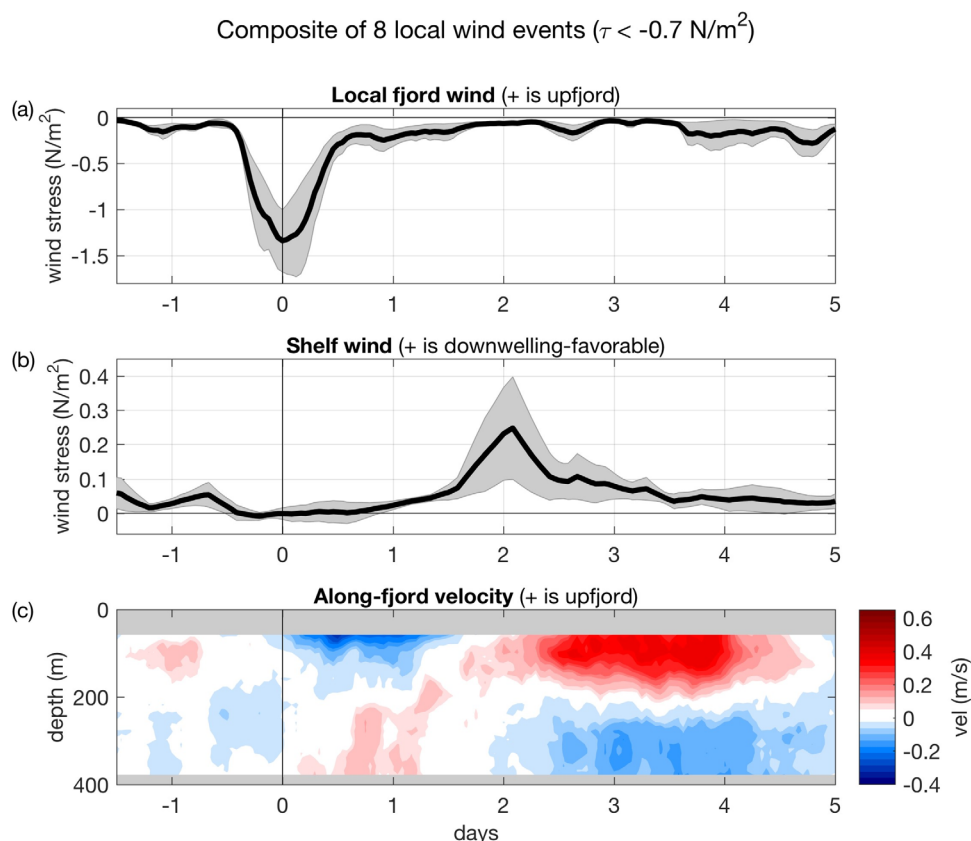 Composite of 8 local wind events (τ < -0.7 N/m²)
(a)
Local fjord wind (+ is upfjord)
wind stress (N/m²)
0
-0.5
-1
-1.5
-1 0 1 2 3 4 5
(b)
Shelf wind (+ is downwelling-favorable)
wind stress (N/m²)
0.4
0.3
0.2
0.1
0
-1 0 1 2 3 4 5
(c)
Along-fjord velocity (+ is upfjord)
depth (m)
0
200
400
-1 0 1 2 3 4 5
days
0.6
0.4
0.2
0
-0.2
-0.4
vel (m/s)